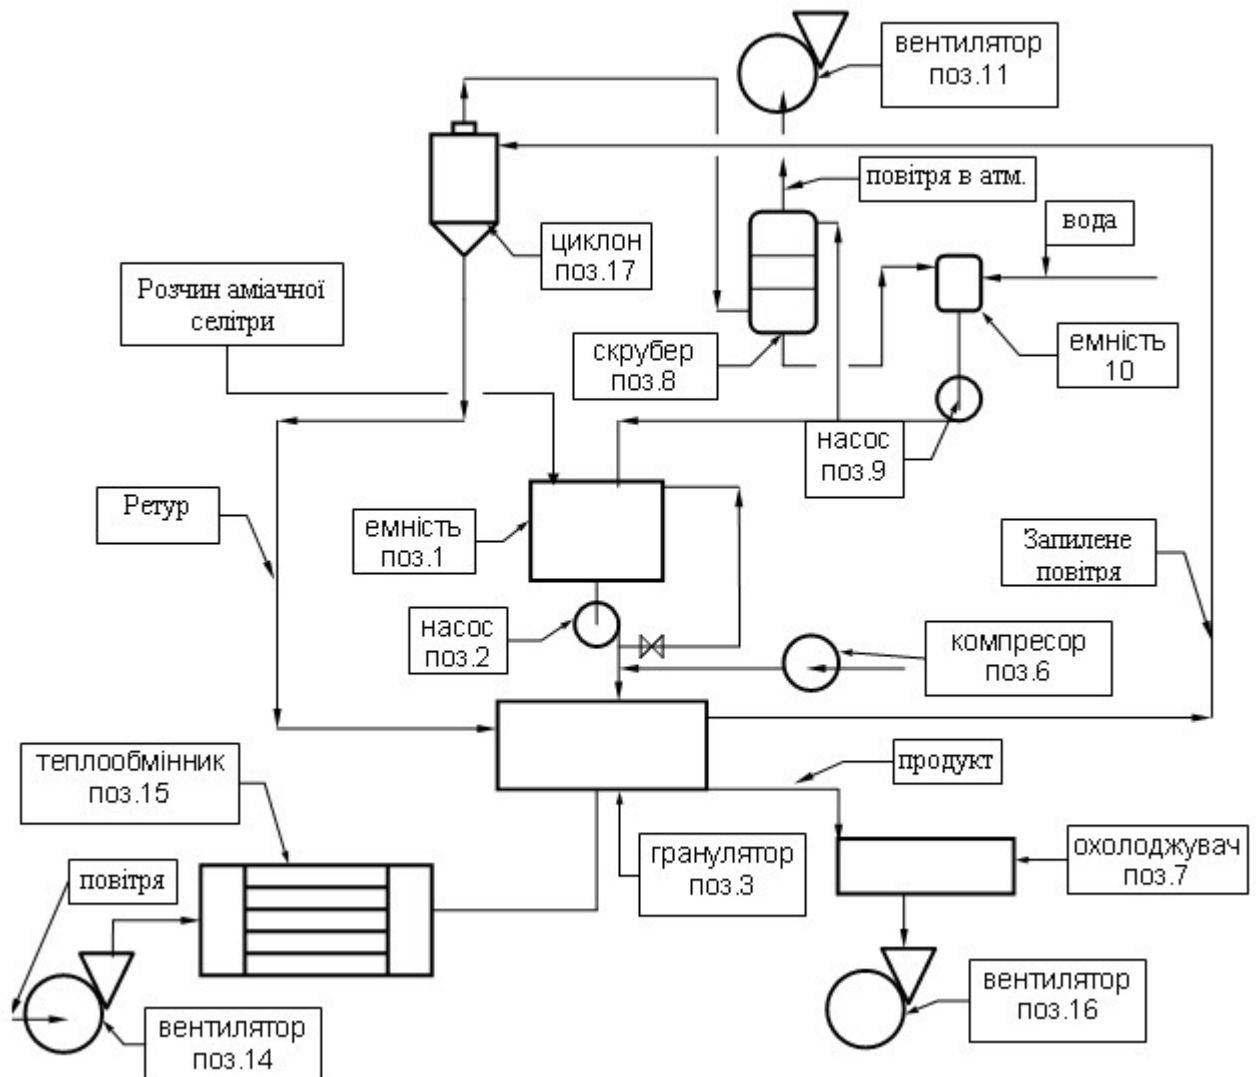 вентилятор
поз.11
повітря в атм.
вода
циклон
поз.17
Розчин аміачної
селітри
скрубер
поз.8
емність
10
насос
поз.9
Ретур
емність
поз.1
Запилене
повітря
насос
поз.2
компресор
поз.6
теплообмінник
поз.15
продукт
гранулятор
поз.3
охолоджувач
поз.7
повітря
вентилятор
поз.14
вентилятор
поз.16